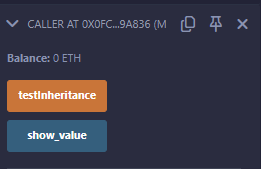 CALLER AT 0X0FC...9A836 (M
Balance: 0 ETH
testInheritance
show_value